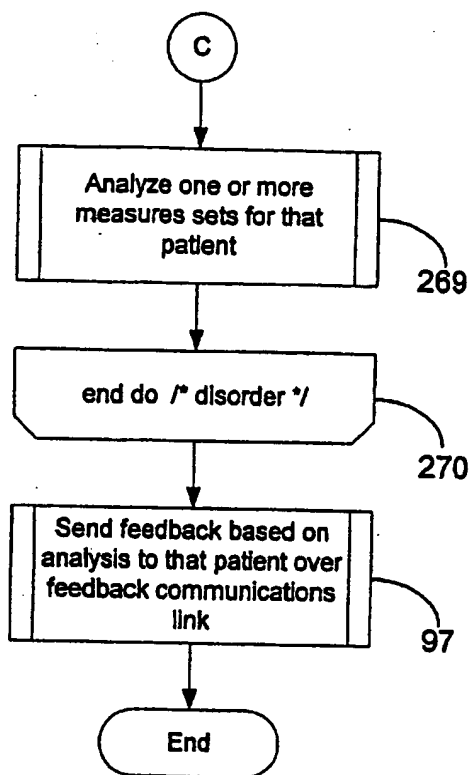 C
Analyze one or more
measures sets for that
patient
269
end do /* disorder */
270
Send feedback based on
analysis to that patient over
feedback communications
link
97
End